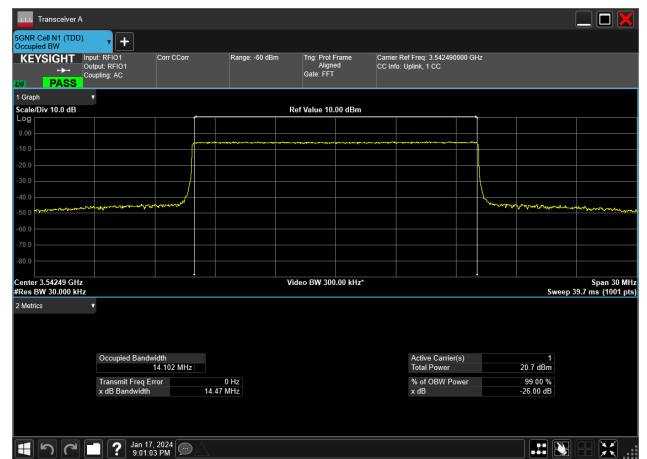 Transceiver A
5GNR Cell N1 (TDD)
Occupied BW
KEYSIGHT
LXI
PASS
Input: RFIO1
Output: RFIO1
Coupling: AC
Corr CCorr
Range: -60 dBm
Trig: Prot Frame
Aligned
Gate: FFT
Carrier Ref Freq: 3.542490000 GHz
CC Info: Uplink, 1 CC
1 Graph
Scale/Div 10.0 dB
Ref Value 10.00 dBm
Log
0.00
-10.0
-20.0
-30.0
-40.0
-50.0
-60.0
-70.0
-80.0
Center 3.54249 GHz
Video BW 300.00 kHz*
Span 30 MHz
#Res BW 30.000 kHz
Sweep 39.7 ms (1001 pts)
2 Metrics
Occupied Bandwidth
14.102 MHz
Transmit Freq Error 0 Hz
x dB Bandwidth 14.47 MHz
Active Carrier(s) 1
Total Power 20.7 dBm
% of OBW Power 99.00 %
x dB -26.00 dB
?
Jan 17, 2024
9:01:03 PM